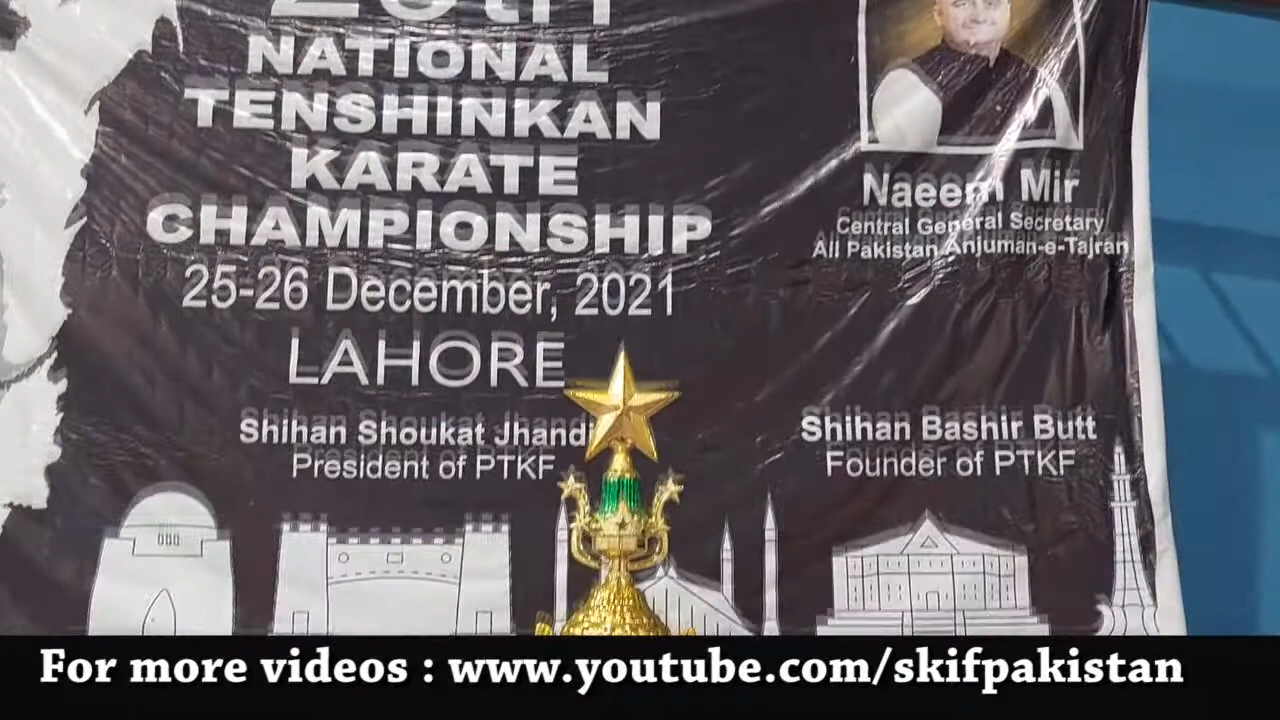 NATIONAL
TENSHINKAN
KARATE
CHAMPIONSHIP
25-26 December, 2021
LAHORE
Shihan Shoukat Jhandi
President of PTKF
Naeem Mir
Central General Secretary
All Pakistan Anjuman-e-Tajran
Shihan Bashir Butt
Founder of PTKF
For more videos : www.youtube.com/skifpakistan